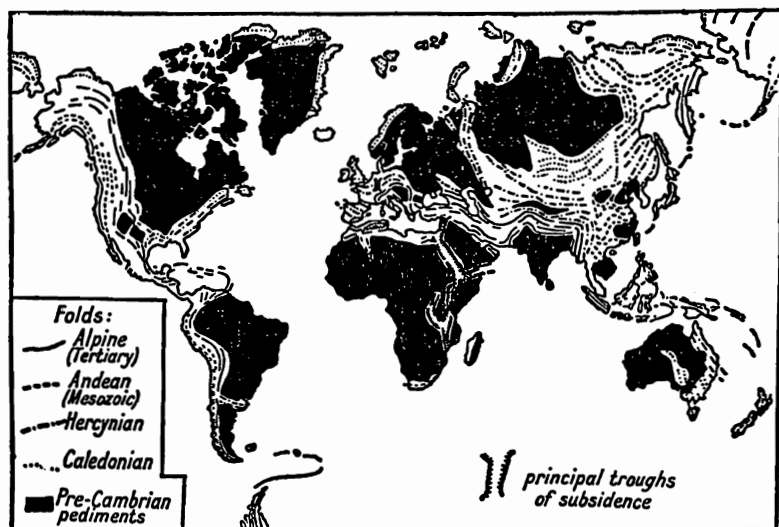 Folds:
Alpine
(Tertiary)
Andean
(Mesozoic)
Hercynian
Caledonian
Pre-Cambrian
pediments
principal troughs
of subsidence